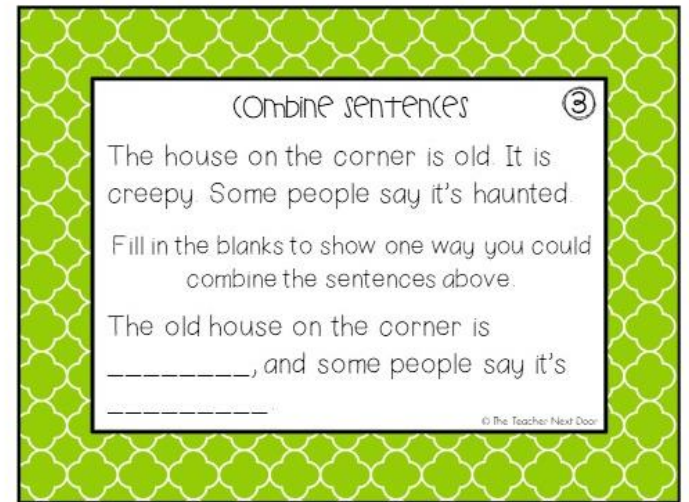 Combine Sentences
3
The house on the corner is old. It is
creepy. Some people say it's haunted.
Fill in the blanks to show one way you could
combine the sentences above.
The old house on the corner is
________, and some people say it's
_________.
© The Teacher Next Door